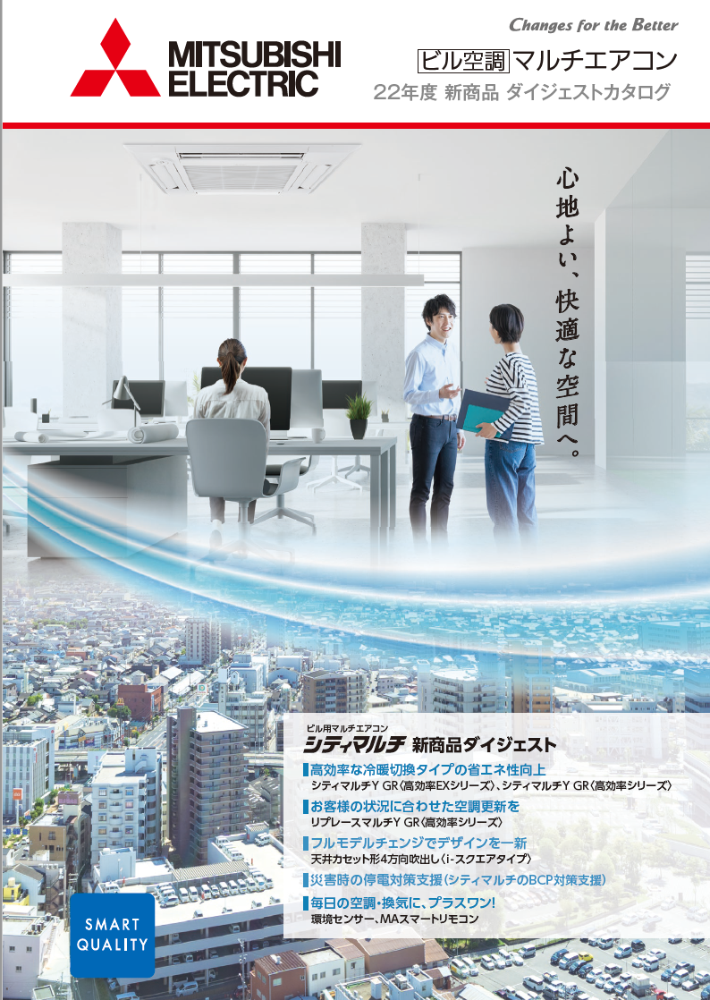 Changes for the Better
MITSUBISHI
ELECTRIC
ビル空調 マルチエアコン
22年度 新商品 ダイジェストカタログ
心地よい、快適な空間へ。
ビル用マルチエアコン
シティマルチ 新商品ダイジェスト
高効率な冷暖切換タイプの省エネ性向上
シティマルチY GR〈高効率EXシリーズ〉、シティマルチY GR〈高効率シリーズ〉
お客様の状況に合わせた空調更新を
リプレースマルチY GR〈高効率シリーズ〉
フルモデルチェンジでデザインを一新
天井カセット形4方向吹出し〈i-スクエアタイプ〉
災害時の停電対策支援（シティマルチのBCP対策支援）
毎日の空調・換気に、プラスワン!
環境センサー、MAスマートリモコン
SMART
QUALITY